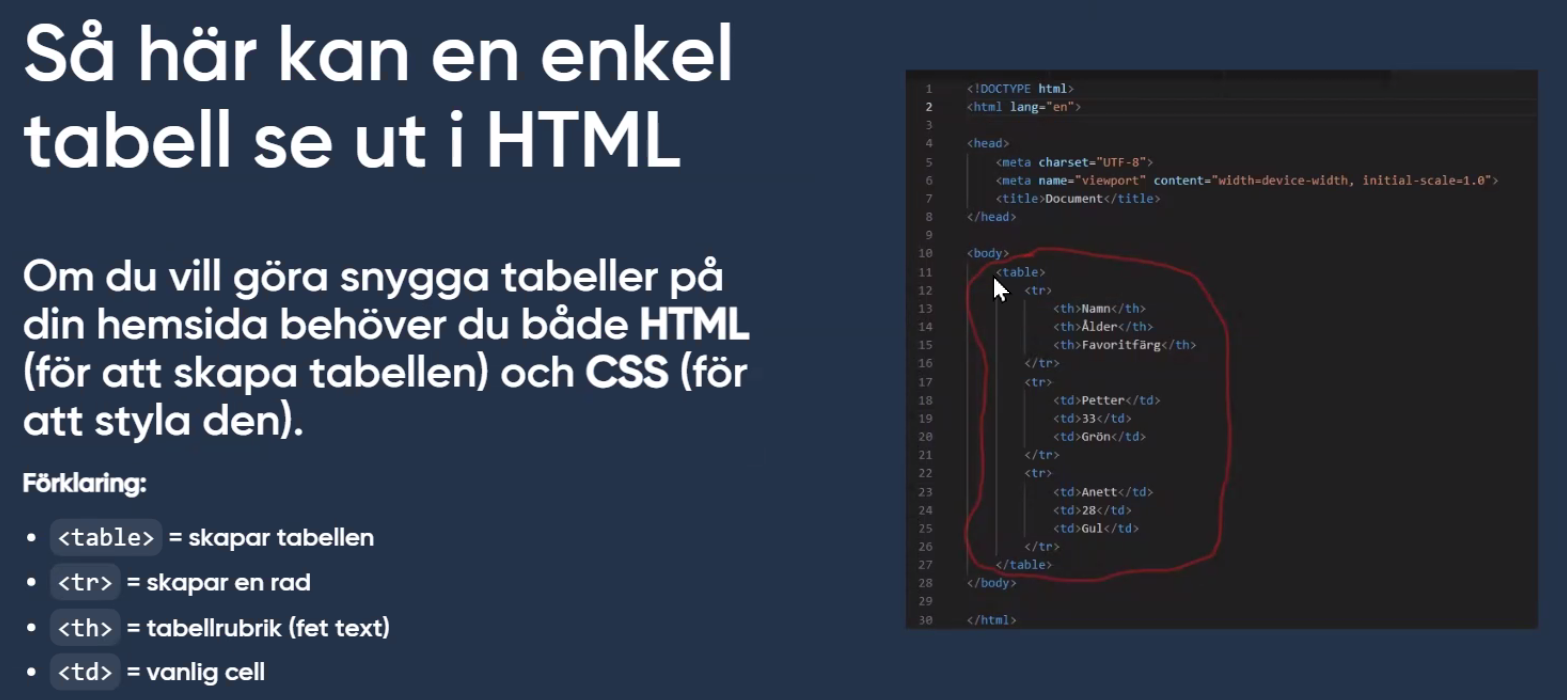 Så här kan en enkel
tabell se ut i HTML
Om du vill göra snygga tabeller på
din hemsida behöver du både HTML
(för att skapa tabellen) och CSS (för
att styla den).
Förklaring:
• <table> = skapar tabellen
• <tr> = skapar en rad
• <th> = tabellrubrik (fet text)
• <td> = vanlig cell
1 <!DOCTYPE html>
2 <html lang="en">
3
4 <head>
5     <meta charset="UTF-8">
6     <meta name="viewport" content="width=device-width, initial-scale=1.0">
7     <title>Document</title>
8 </head>
9
10 <body>
11     <table>
12         <tr>
13             <th>Namn</th>
14             <th>Ålder</th>
15             <th>Favoritfärg</th>
16         </tr>
17         <tr>
18             <td>Petter</td>
19             <td>33</td>
20             <td>Grön</td>
21         </tr>
22         <tr>
23             <td>Anett</td>
24             <td>28</td>
25             <td>Gul</td>
26         </tr>
27     </table>
28 </body>
29
30 </html>